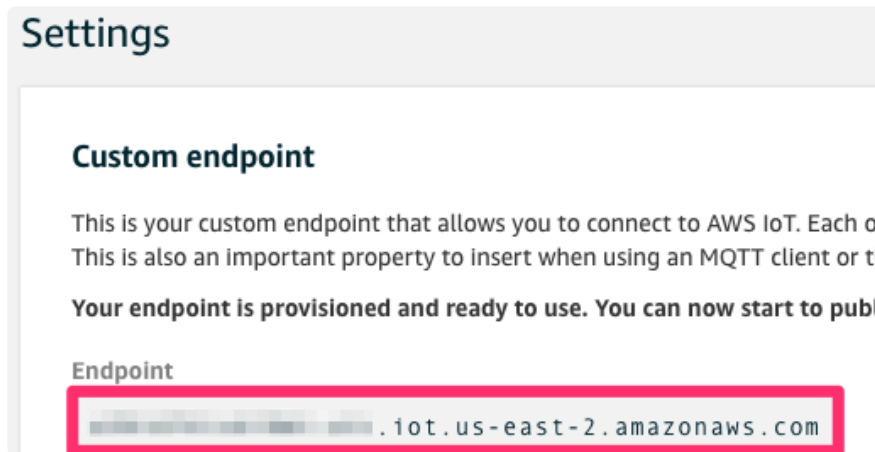 Settings
Custom endpoint
This is your custom endpoint that allows you to connect to AWS IoT. Each
This is also an important property to insert when using an MQTT client or
Your endpoint is provisioned and ready to use. You can now start to
Endpoint
.iot.us-east-2.amazonaws.com